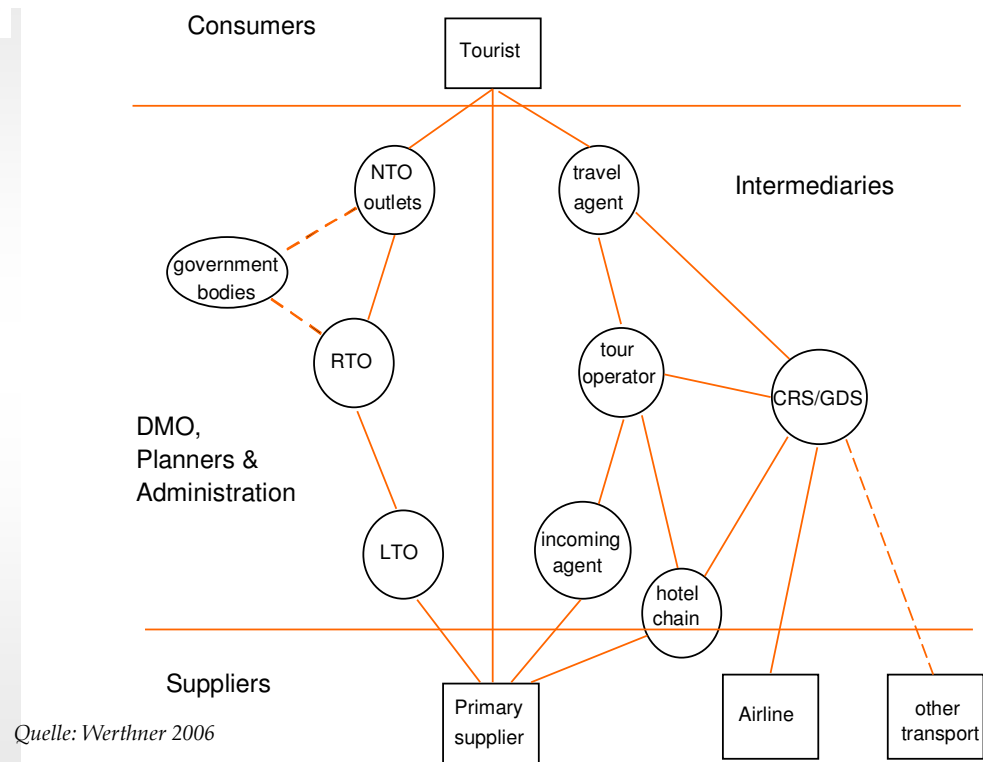 Consumers
Tourist
NTO
outlets
travel
agent
Intermediaries
government
bodies
RTO
tour
operator
CRS/GDS
DMO,
Planners &
Administration
LTO
incoming
agent
hotel
chain
Suppliers
Primary
supplier
Airline
other
transport
Quelle: Werthner 2006